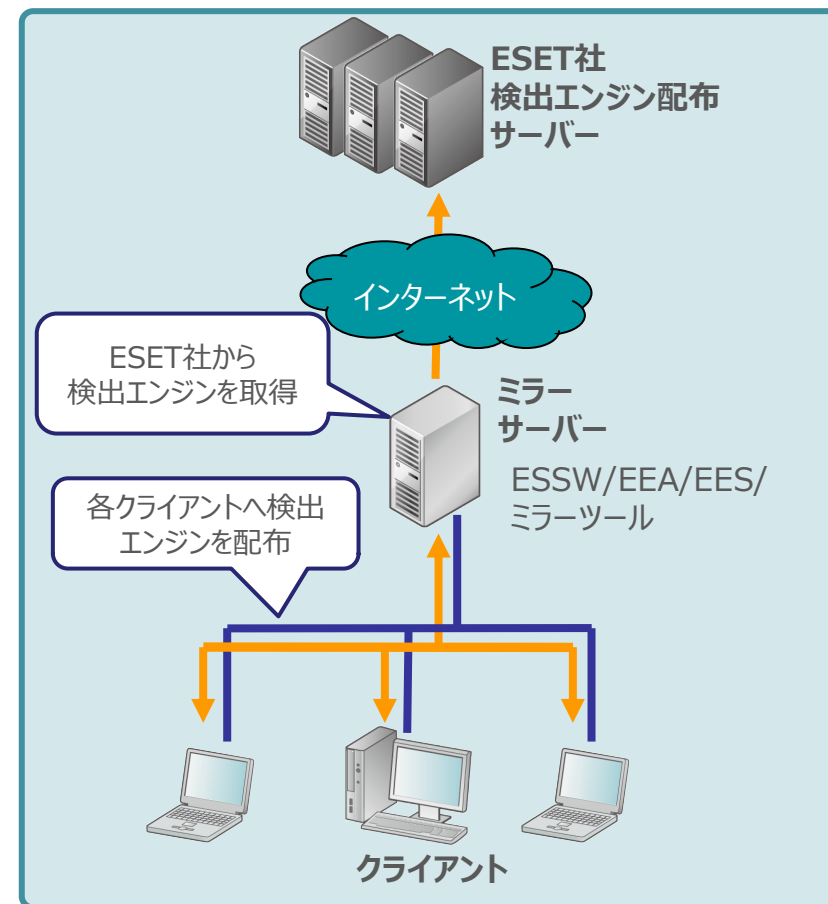 ESET社
検出エンジン配布
サーバー
インターネット
ESET社から
検出エンジンを取得
ミラー
サーバー
ESSW/EEA/EES/
ミラーツール
各クライアントへ検出
エンジンを配布
クライアント